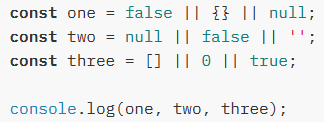 const one = false || {} || null;
const two = null || false || '';
const three = [] || 0 || true;
console.log(one, two, three);